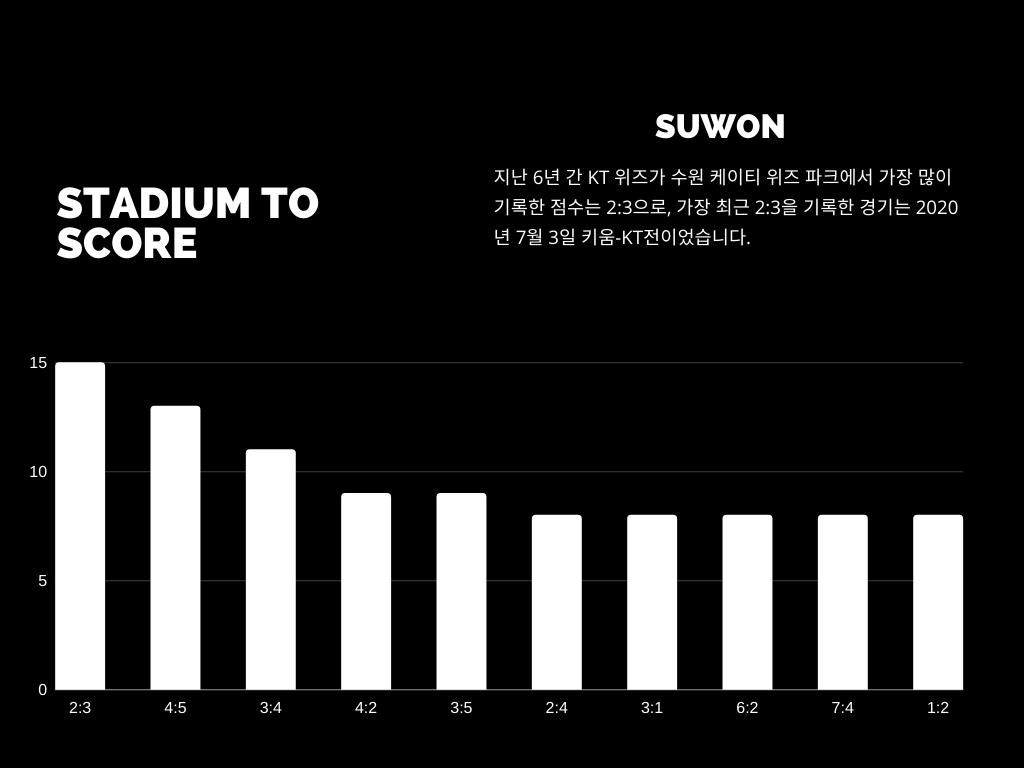 STADIUM TO
SCORE
SUWON
지난 6년 간 KT 위즈가 수원 케이티 위즈 파크에서 가장 많이
기록한 점수는 2:3으로, 가장 최근 2:3을 기록한 경기는 2020
년 7월 3일 키움-KT전이었습니다.
15
10
5
0
2:3 4:5 3:4 4:2 3:5 2:4 3:1 6:2 7:4 1:2